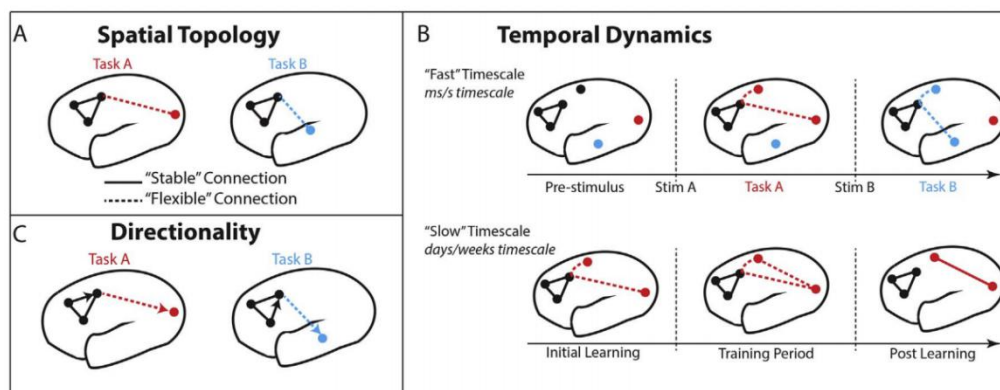 A
Spatial Topology
Task A
Task B
"Stable" Connection
"Flexible" Connection
C
Directionality
Task A
Task B
B
Temporal Dynamics
"Fast" Timescale
ms/s timescale
Pre-stimulus
Stim A
Task A
Stim B
Task B
"Slow" Timescale
days/weeks timescale
Initial Learning
Training Period
Post Learning